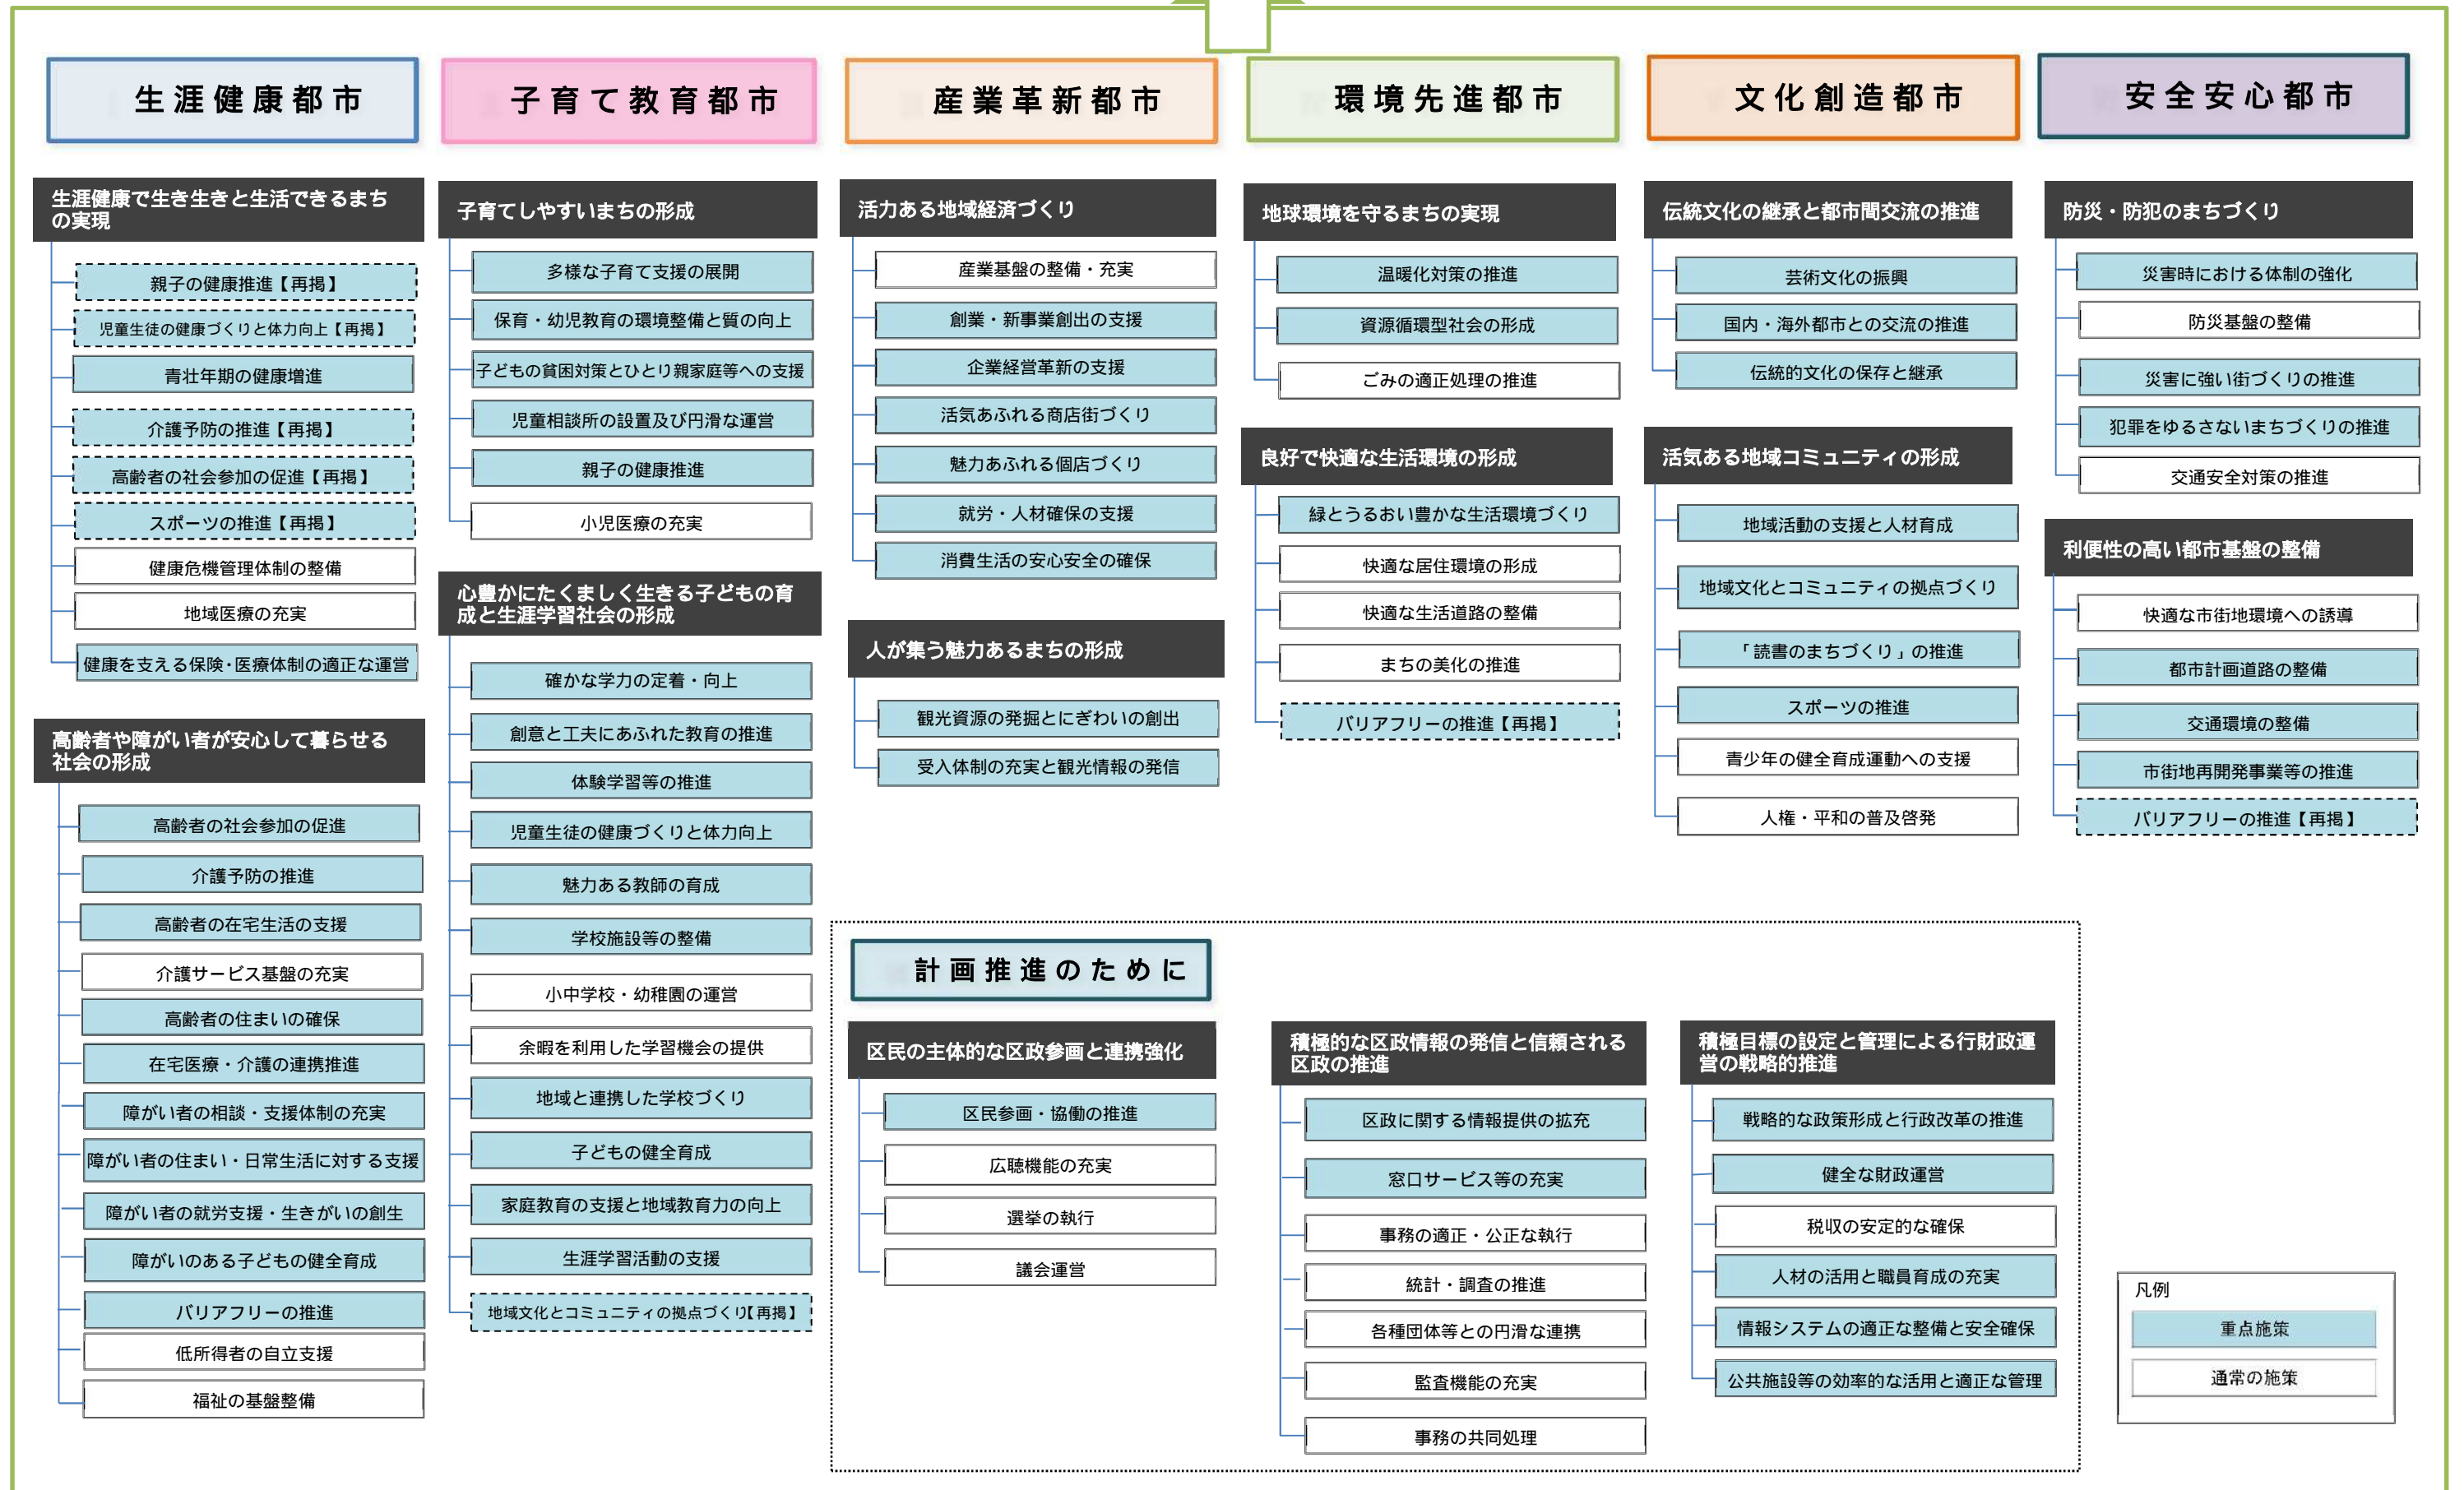 生涯健康都市
生涯健康で生き生きと生活できるまち
の実現
親子の健康推進【再掲】
児童生徒の健康づくりと体力向上【再掲】
青壮年期の健康増進
介護予防の推進【再掲】
高齢者の社会参加の促進【再掲】
スポーツの推進【再掲】
健康危機管理体制の整備
地域医療の充実
健康を支える保険・医療体制の適正な運営
高齢者や障がい者が安心して暮らせる
社会の形成
高齢者の社会参加の促進
介護予防の推進
高齢者の在宅生活の支援
介護サービス基盤の充実
高齢者の住まいの確保
在宅医療・介護の連携推進
障がい者の相談・支援体制の充実
障がい者の住まい・日常生活に対する支援
障がい者の就労支援・生きがいの創生
障がいのある子どもの健全育成
バリアフリーの推進
低所得者の自立支援
福祉の基盤整備
子育て教育都市
子育てしやすいまちの形成
多様な子育て支援の展開
保育・幼児教育の環境整備と質の向上
子どもの貧困対策とひとり親家庭等への支援
児童相談所の設置及び円滑な運営
親子の健康推進
小児医療の充実
心豊かにたくましく生きる子どもの育
成と生涯学習社会の形成
確かな学力の定着・向上
創意と工夫にあふれた教育の推進
体験学習等の推進
児童生徒の健康づくりと体力向上
魅力ある教師の育成
学校施設等の整備
小中学校・幼稚園の運営
余暇を利用した学習機会の提供
地域と連携した学校づくり
子どもの健全育成
家庭教育の支援と地域教育力の向上
生涯学習活動の支援
地域文化とコミュニティの拠点づくり【再掲】
産業革新都市
活力ある地域経済づくり
産業基盤の整備・充実
創業・新事業創出の支援
企業経営革新の支援
活気あふれる商店街づくり
魅力あふれる個店づくり
就労・人材確保の支援
消費生活の安心安全の確保
人が集う魅力あるまちの形成
観光資源の発掘とにぎわいの創出
受入体制の充実と観光情報の発信
環境先進都市
地球環境を守るまちの実現
温暖化対策の推進
資源循環型社会の形成
ごみの適正処理の推進
良好で快適な生活環境の形成
緑とうるおい豊かな生活環境づくり
快適な居住環境の形成
快適な生活道路の整備
まちの美化の推進
バリアフリーの推進【再掲】
文化創造都市
伝統文化の継承と都市間交流の推進
芸術文化の振興
国内・海外都市との交流の推進
伝統的文化の保存と継承
活気ある地域コミュニティの形成
地域活動の支援と人材育成
地域文化とコミュニティの拠点づくり
「読書のまちづくり」の推進
スポーツの推進
青少年の健全育成運動への支援
人権・平和の普及啓発
安全安心都市
防災・防犯のまちづくり
災害時における体制の強化
防災基盤の整備
災害に強い街づくりの推進
犯罪をゆるさないまちづくりの推進
交通安全対策の推進
利便性の高い都市基盤の整備
快適な市街地環境への誘導
都市計画道路の整備
交通環境の整備
市街地再開発事業等の推進
バリアフリーの推進【再掲】
計画推進のために
区民の主体的な区政参画と連携強化
区民参画・協働の推進
広聴機能の充実
選挙の執行
議会運営
積極的な区政情報の発信と信頼される
区政の推進
区政に関する情報提供の拡充
窓口サービス等の充実
事務の適正・公正な執行
統計・調査の推進
各種団体等との円滑な連携
監査機能の充実
事務の共同処理
積極目標の設定と管理による行財政運
営の戦略的推進
戦略的な政策形成と行政改革の推進
健全な財政運営
税収の安定的な確保
人材の活用と職員育成の充実
情報システムの適正な整備と安全確保
公共施設等の効率的な活用と適正な管理
凡例
重点施策
通常の施策